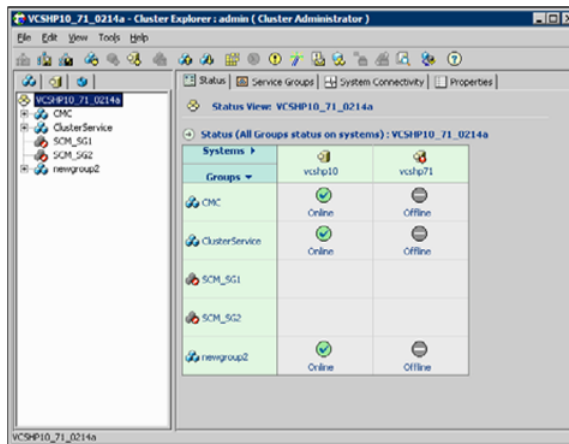 VCSHP10_71_0214a - Cluster Explorer : admin ( Cluster Administrator )
File Edit View Tools Help
Status Service Groups System Connectivity Properties
VCSHP10_71_0214a
CMC
ClusterService
SCM_SG1
SCM_SG2
newgroup2
Status View: VCSHP10_71_0214a
Status (All Groups status on systems) : VCSHP10_71_0214a
Systems
Groups
vcshp10 vcshp71
CMC Online Offline
ClusterService Online Offline
SCM_SG1
SCM_SG2
newgroup2 Online Offline
VCSHP10_71_0214a